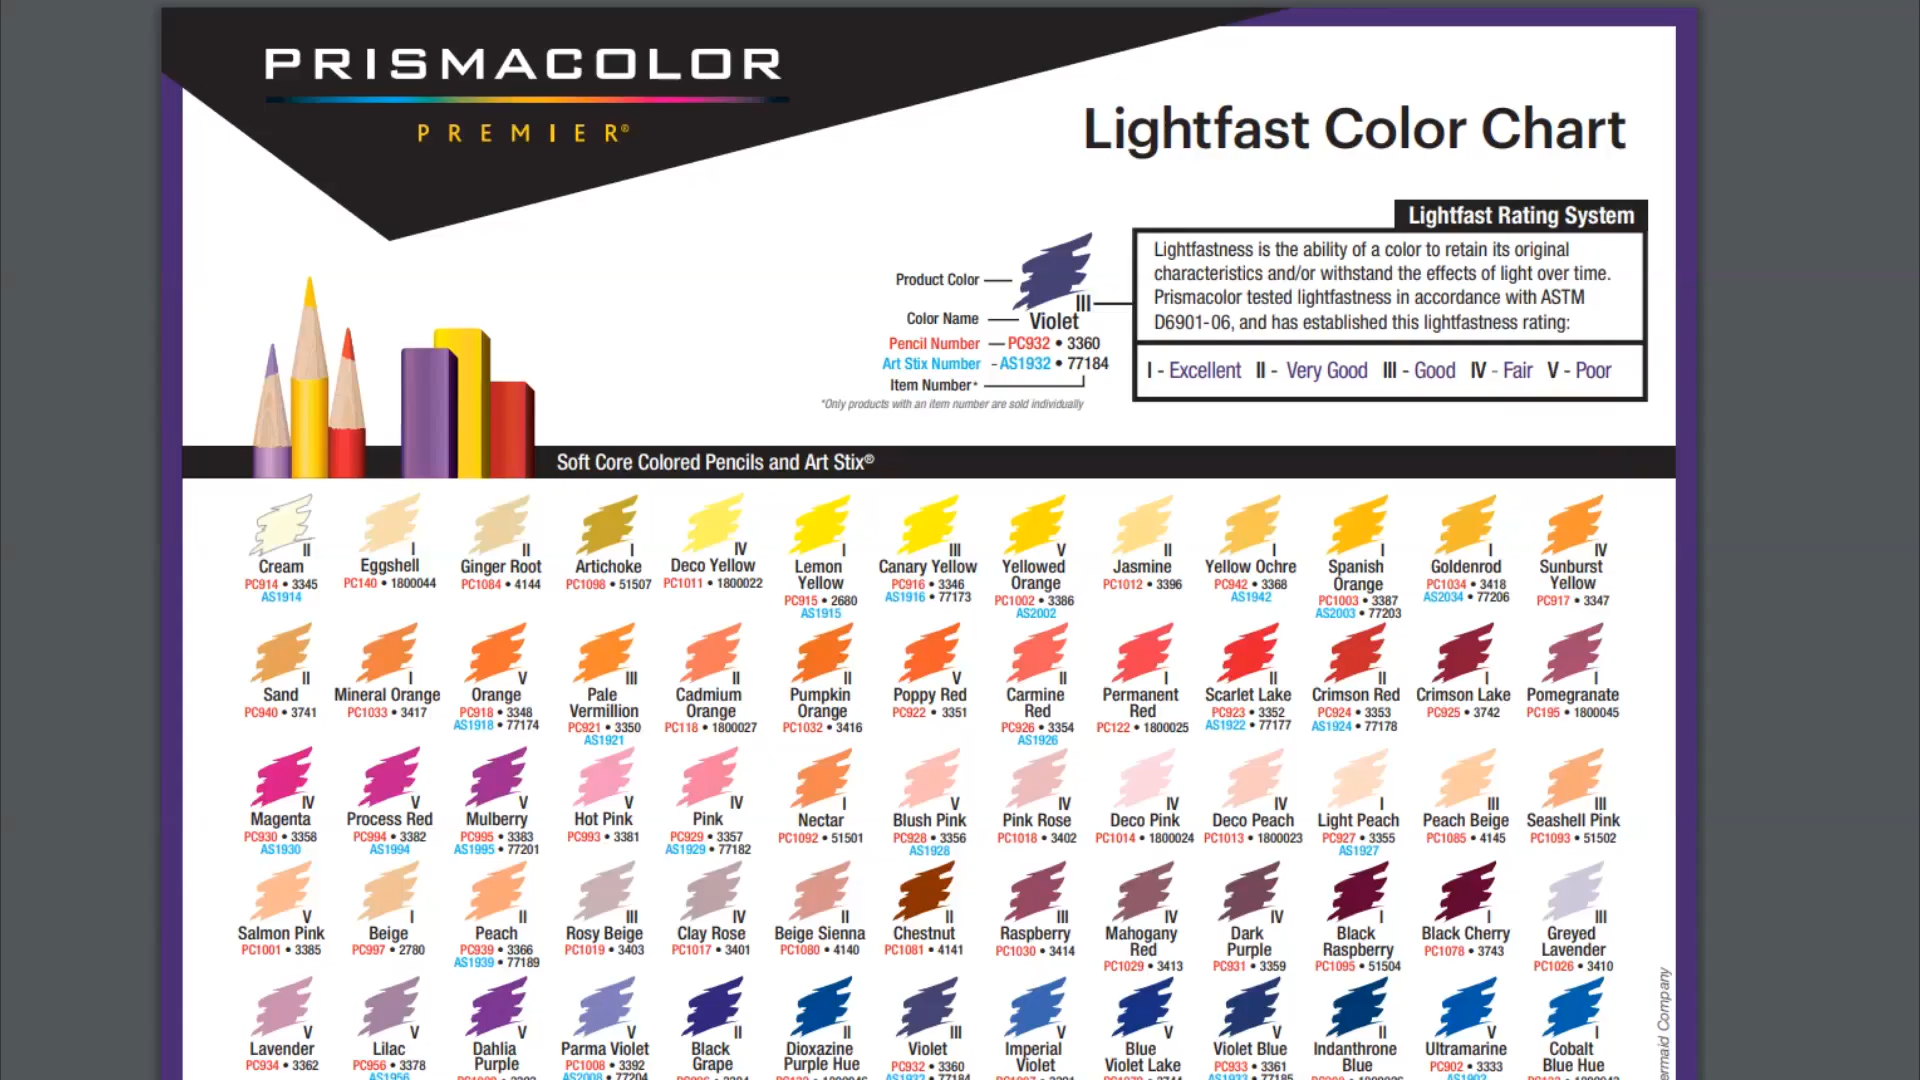 PRISMACOLOR
PREMIER®
Lightfast Color Chart
Lightfast Rating System
Lightfastness is the ability of a color to retain its original
characteristics and/or withstand the effects of light over time.
Prismacolor tested lightfastness in accordance with ASTM
D6901-06, and has established this lightfastness rating:
I - Excellent II - Very Good III - Good IV - Fair V - Poor
Product Color
III
Color Name Violet
Pencil Number PC932 • 3360
Art Stix Number - AS1932 • 77184
Item Number*
*Only products with an item number are sold individually
Soft Core Colored Pencils and Art Stix®
II I II I IV I III V II I I I IV
Cream Eggshell Ginger Root Artichoke Deco Yellow Lemon Canary Yellow Yellowed Jasmine Yellow Ochre Spanish Goldenrod Sunburst
Yellow Orange Orange Yellow
PC914 • 3345 PC140 • 1800044 PC1084 • 4144 PC1098 • 51507 PC1011 • 1800022 PC915 • 2680 PC916 • 3346 PC1002 • 3386 PC1012 • 3396 PC942 • 3368 PC1003 • 3387 PC1034 • 3418 PC917 • 3347
AS1914 AS1915 AS1916 • 77173 AS2002 AS1942 AS2003 • 77203 AS2034 • 77206
II I V III II II V II I II II I I
Sand Mineral Orange Orange Pale Cadmium Pumpkin Poppy Red Carmine Permanent Scarlet Lake Crimson Red Crimson Lake Pomegranate
Vermillion Orange Orange Red Red
PC940 • 3741 PC1033 • 3417 PC918 • 3348 PC921 • 3350 PC118 • 1800027 PC1032 • 3416 PC922 • 3351 PC926 • 3354 PC122 • 1800025 PC923 • 3352 PC924 • 3353 PC925 • 3742 PC195 • 1800045
AS1918 • 77174 AS1921 AS1926 AS1922 • 77177 AS1924 • 77178
IV V V V IV I V IV IV IV I III III
Magenta Process Red Mulberry Hot Pink Pink Nectar Blush Pink Pink Rose Deco Pink Deco Peach Light Peach Peach Beige Seashell Pink
PC930 • 3358 PC994 • 3382 PC995 • 3383 PC993 • 3381 PC929 • 3357 PC1092 • 51501 PC928 • 3356 PC1018 • 3402 PC1014 • 1800024 PC1013 • 1800023 PC927 • 3355 PC1085 • 4145 PC1093 • 51502
AS1930 AS1994 AS1995 • 77201 AS1929 • 77182 AS1928 AS1927
V I II III IV II II III IV IV I I III
Salmon Pink Beige Peach Rosy Beige Clay Rose Beige Sienna Chestnut Raspberry Mahogany Dark Black Black Cherry Greyed
Red Purple Raspberry Lavender
PC1001 • 3385 PC997 • 2780 PC939 • 3366 PC1019 • 3403 PC1017 • 3401 PC1080 • 4140 PC1081 • 4141 PC1030 • 3414 PC1029 • 3413 PC931 • 3359 PC1095 • 51504 PC1078 • 3743 PC1026 • 3410
AS1939 • 77189
V V V V II II III V V V II V I
Lavender Lilac Dahlia Parma Violet Black Dioxazine Violet Imperial Blue Violet Blue Indanthrone Ultramarine Cobalt
Purple Grape Purple Hue Violet Violet Lake Blue Blue Hue
PC934 • 3362 PC956 • 3378 PC1008 • 3392 PC932 • 3360 PC933 • 3361 PC902 • 3333
AS1956 AS2008 • 77204 AS1932 • 77184 AS1933 • 77185 AS1902
Company